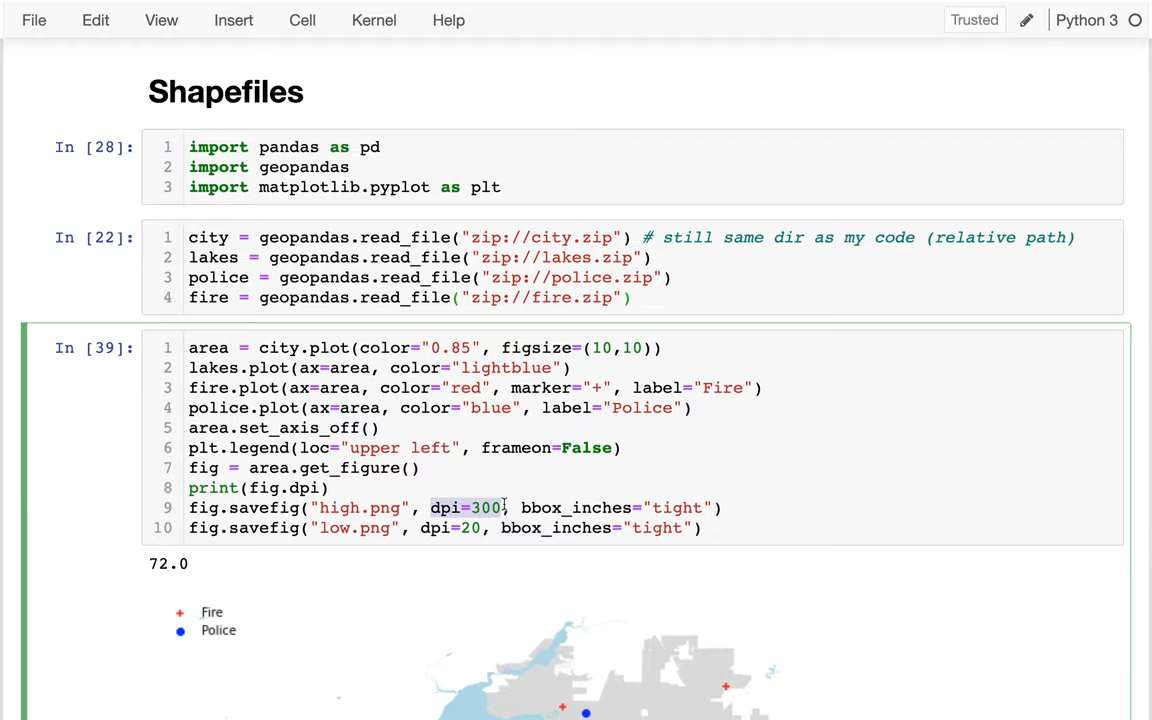 File Edit View Insert Cell Kernel Help Trusted Python 3
Shapefiles
In [28]:
1 import pandas as pd
2 import geopandas
3 import matplotlib.pyplot as plt
In [22]:
1 city = geopandas.read_file("zip://city.zip") # still same dir as my code (relative path)
2 lakes = geopandas.read_file("zip://lakes.zip")
3 police = geopandas.read_file("zip://police.zip")
4 fire = geopandas.read_file("zip://fire.zip")
In [39]:
1 area = city.plot(color="0.85", figsize=(10,10))
2 lakes.plot(ax=area, color="lightblue")
3 fire.plot(ax=area, color="red", marker="+", label="Fire")
4 police.plot(ax=area, color="blue", label="Police")
5 area.set_axis_off()
6 plt.legend(loc="upper left", frameon=False)
7 fig = area.get_figure()
8 print(fig.dpi)
9 fig.savefig("high.png", dpi=300, bbox_inches="tight")
10 fig.savefig("low.png", dpi=20, bbox_inches="tight")
72.0
Fire
Police